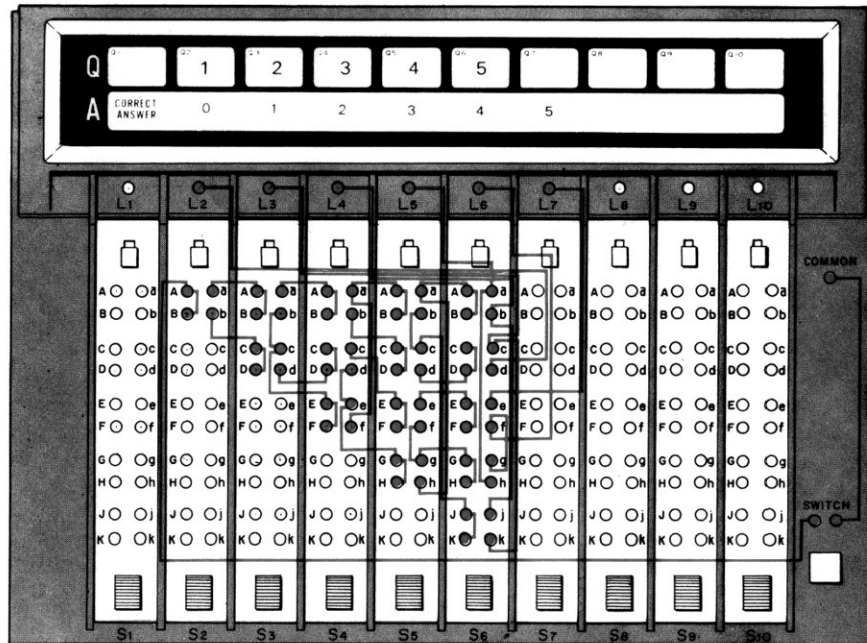 Q1 Q2 Q3 Q4 Q5 Q6 Q7 Q8 Q9 Q10
Q 1 2 3 4 5
A CORRECT ANSWER 0 1 2 3 4 5
L1 L2 L3 L4 L5 L6 L7 L8 L9 L10
COMMON
A a A a A a A a A a A a A a A a A a A a
B b B b B b B b B b B b B b B b B b B b
C c C c C c C c C c C c C c C c C c C c
D d D d D d D d D d D d D d D d D d D d
E e E e E e E e E e E e E e E e E e E e
F f F f F f F f F f F f F f F f F f F f
G g G g G g G g G g G g G g G g G g G g
H h H h H h H h H h H h H h H h H h H h
SWITCH
J j J j J j J j J j J j J j J j J j J j
K k K k K k K k K k K k K k K k K k K k
S1 S2 S3 S4 S5 S6 S7 S8 S9 S10